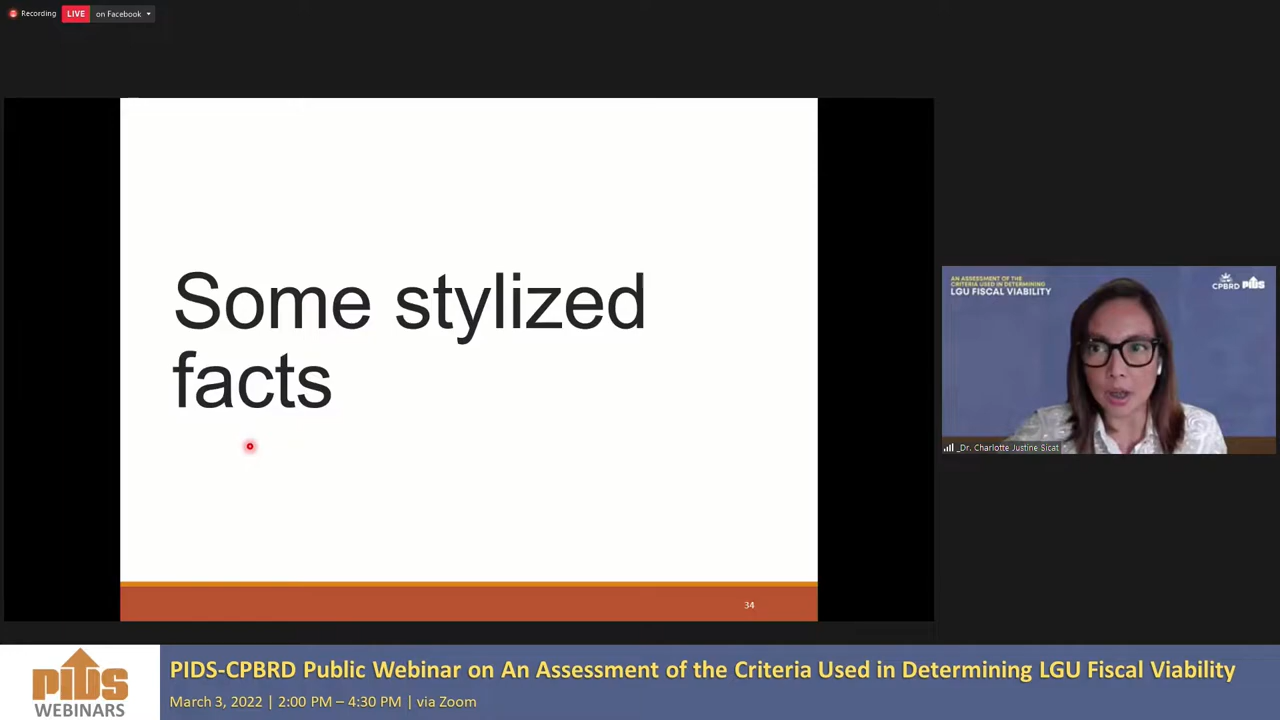 Recording
LIVE on Facebook
Some stylized
facts
34
AN ASSESSMENT OF THE
CRITERIA USED IN DETERMINING
LGU FISCAL VIABILITY
CPBRD PIDS
_Dr. Charlotte Justine Sicat
PIDS
WEBINARS
PIDS-CPBRD Public Webinar on An Assessment of the Criteria Used in Determining LGU Fiscal Viability
March 3, 2022 | 2:00 PM – 4:30 PM | via Zoom